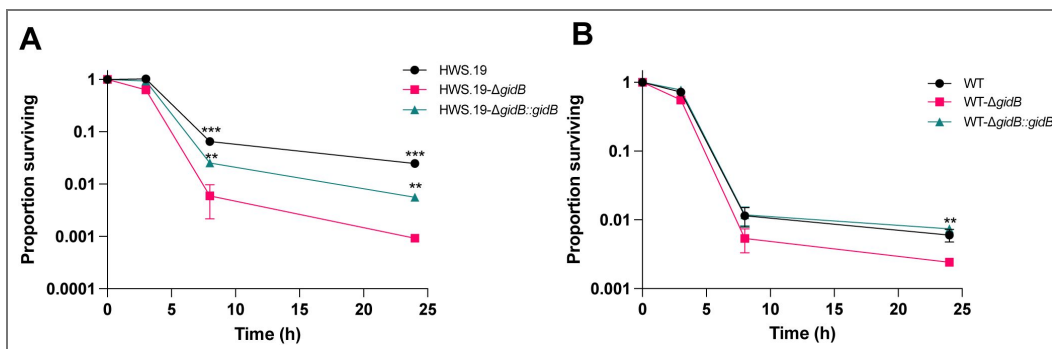 A
HWS.19
HWS.19-ΔgidB
HWS.19-ΔgidB::gidB
Proportion surviving
1
0.1
0.01
0.001
0.0001
***
**
***
**
0
5
10
15
20
25
Time (h)
B
WT
WT-ΔgidB
WT-ΔgidB::gidB
Proportion surviving
1
0.1
0.01
0.001
**
0
5
10
15
20
25
Time (h)